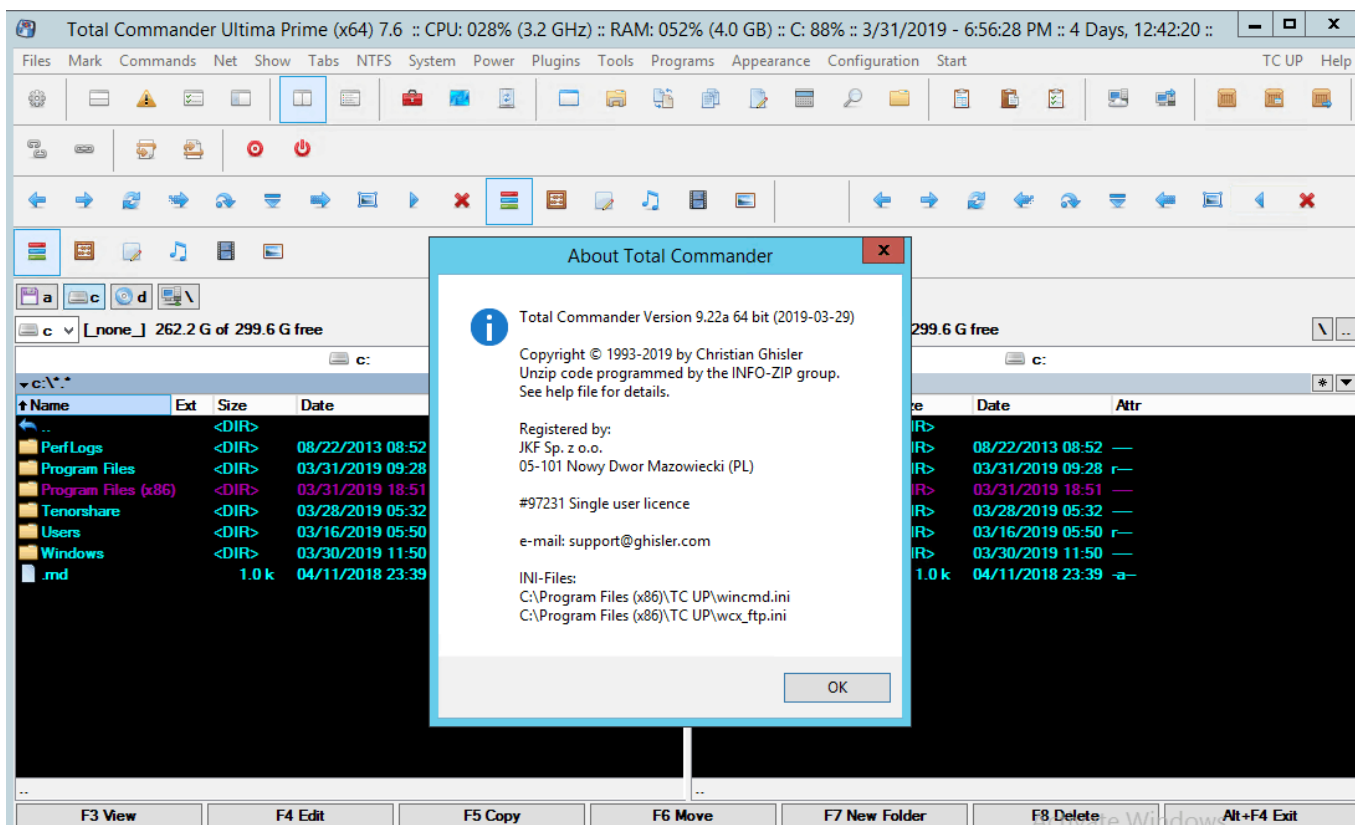 Total Commander Ultima Prime (x64) 7.6 :: CPU: 028% (3.2 GHz) :: RAM: 052% (4.0 GB) :: C: 88% :: 3/31/2019 - 6:56:28 PM :: 4 Days, 12:42:20 ::
Files Mark Commands Net Show Tabs NTFS System Power Plugins Tools Programs Appearance Configuration Start TC UP Help
a c d \
c [_none_] 262.2 G of 299.6 G free 299.6 G free \ ..
c: c:
c:\*.* *
Name Ext Size Date Date Attr
.. <DIR>
PerfLogs <DIR> 08/22/2013 08:52 08/22/2013 08:52 ----
Program Files <DIR> 03/31/2019 09:28 03/31/2019 09:28 r---
Program Files (x86) <DIR> 03/31/2019 18:51 03/31/2019 18:51 ----
Tenorshare <DIR> 03/28/2019 05:32 03/28/2019 05:32 ----
Users <DIR> 03/16/2019 05:50 03/16/2019 05:50 r---
Windows <DIR> 03/30/2019 11:50 03/30/2019 11:50 ----
.rnd 1.0 k 04/11/2018 23:39 1.0 k 04/11/2018 23:39 -a--
About Total Commander
Total Commander Version 9.22a 64 bit (2019-03-29)
Copyright © 1993-2019 by Christian Ghisler
Unzip code programmed by the INFO-ZIP group.
See help file for details.
Registered by:
JKF Sp. z o.o.
05-101 Nowy Dwor Mazowiecki (PL)
#97231 Single user licence
e-mail: support@ghisler.com
INI-Files:
C:\Program Files (x86)\TC UP\wincmd.ini
C:\Program Files (x86)\TC UP\wcx_ftp.ini
OK
.. ..
F3 View F4 Edit F5 Copy F6 Move F7 New Folder F8 Delete Alt+F4 Exit
Activate Windows